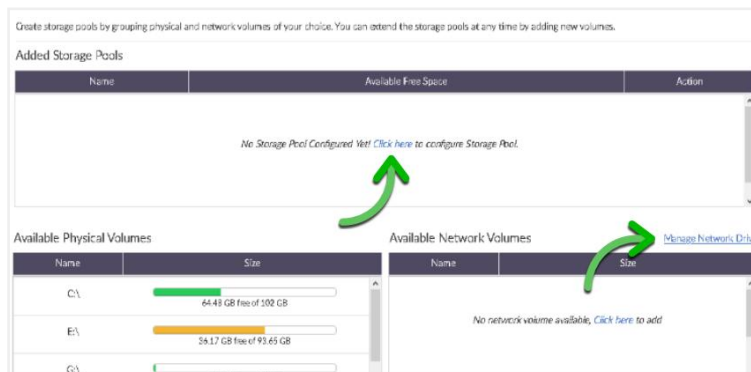 Create storage pools by grouping physical and network volumes of your choice. You can extend the storage pools at any time by adding new volumes.
Added Storage Pools
Name Available Free Space Action
No Storage Pool Configured Yet! Click here to configure Storage Pool.
Available Physical Volumes
Name Size
C:\ 64.48 GB free of 102 GB
E:\ 36.17 GB free of 93.65 GB
G:\
Available Network Volumes
Manage Network Driv
Name Size
No network volume available, Click here to add